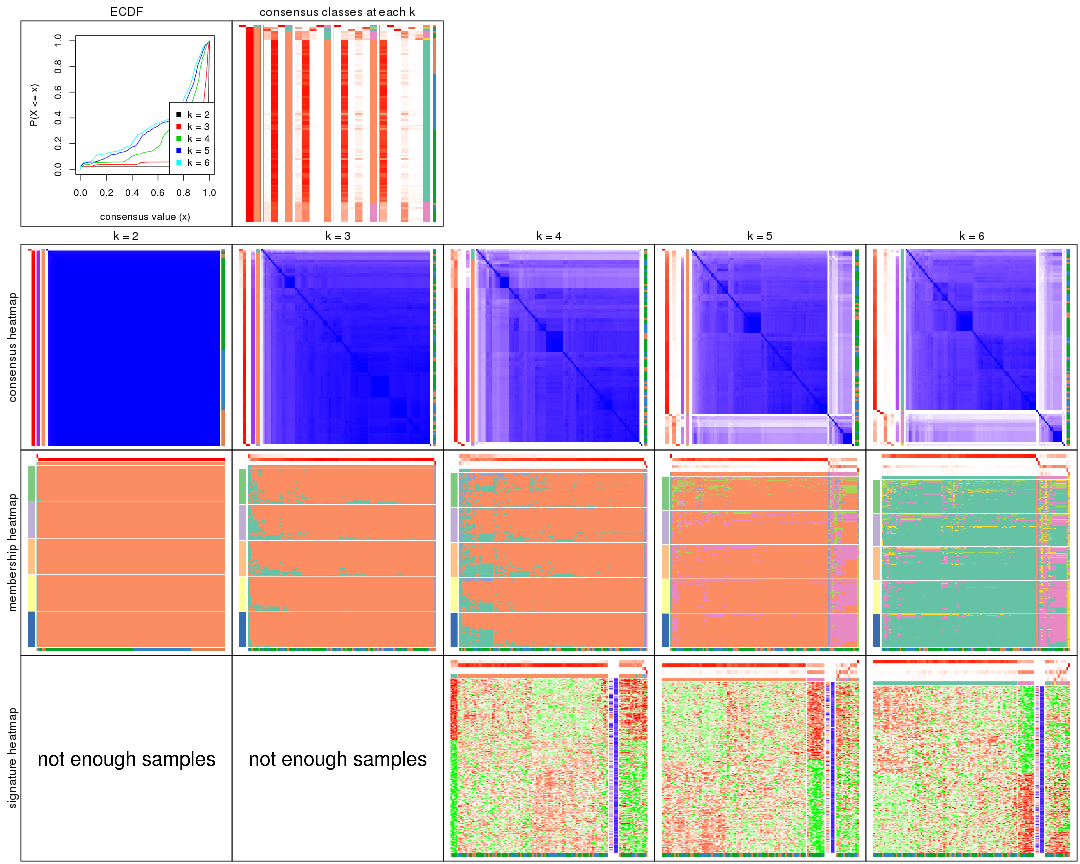 ECDF
consensus classes at each k
P(X <= x)
0.0 0.2 0.4 0.6 0.8 1.0
k = 2
k = 3
k = 4
k = 5
k = 6
0.0 0.2 0.4 0.6 0.8 1.0
consensus value (x)
k = 2 k = 3 k = 4 k = 5 k = 6
consensus heatmap
membership heatmap
signature heatmap
not enough samples
not enough samples